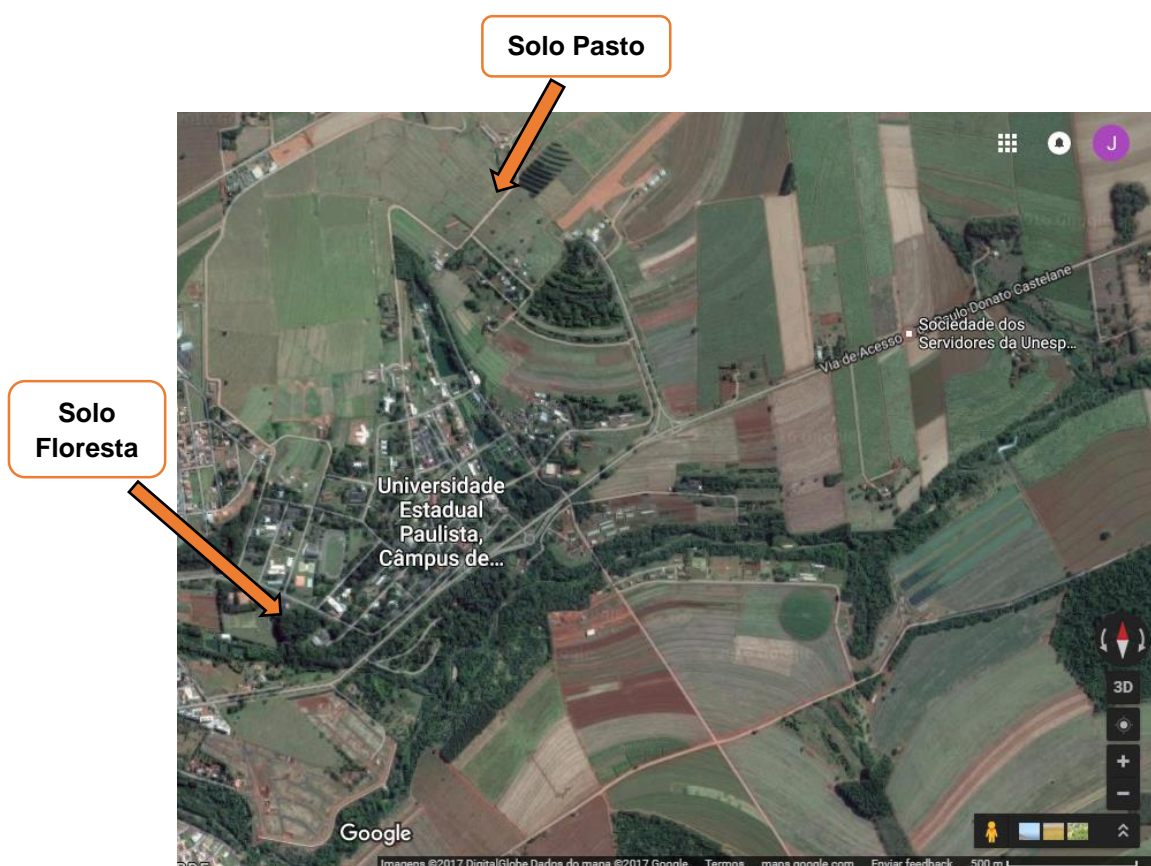 Solo Pasto
J
Via de Acesso
Paulo Donato Castelane
Sociedade dos
Servidores da Unesp...
Solo
Floresta
Universidade
Estadual
Paulista,
Câmpus de...
3D
+
−
Google
Imagens ©2017 DigitalGlobe Dados do mapa ©2017 Google Termos maps.google.com Enviar feedback 500 m